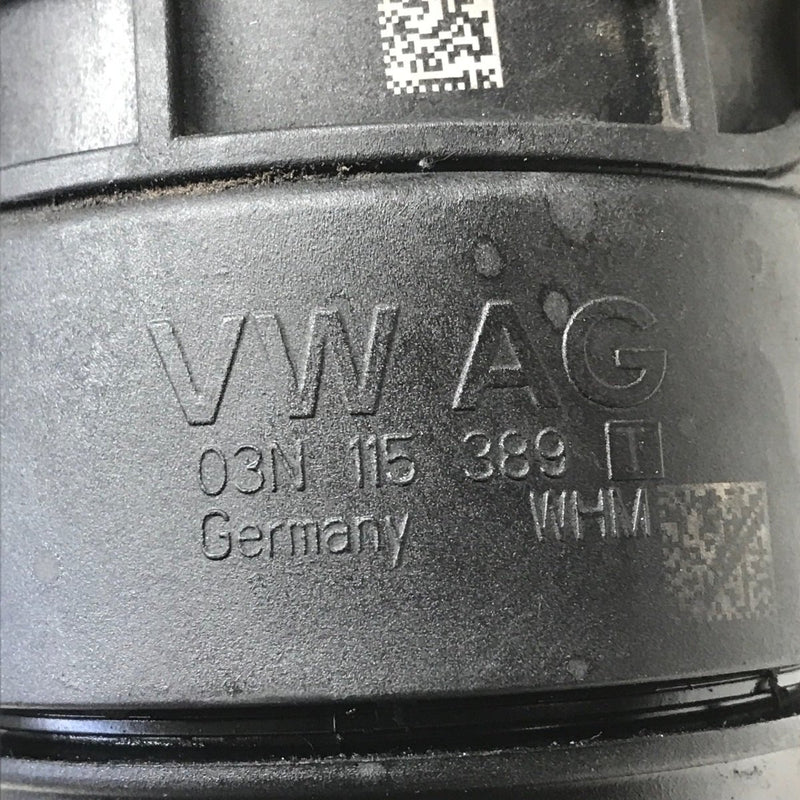 VW AG
03N 115 389 T
Germany WHM